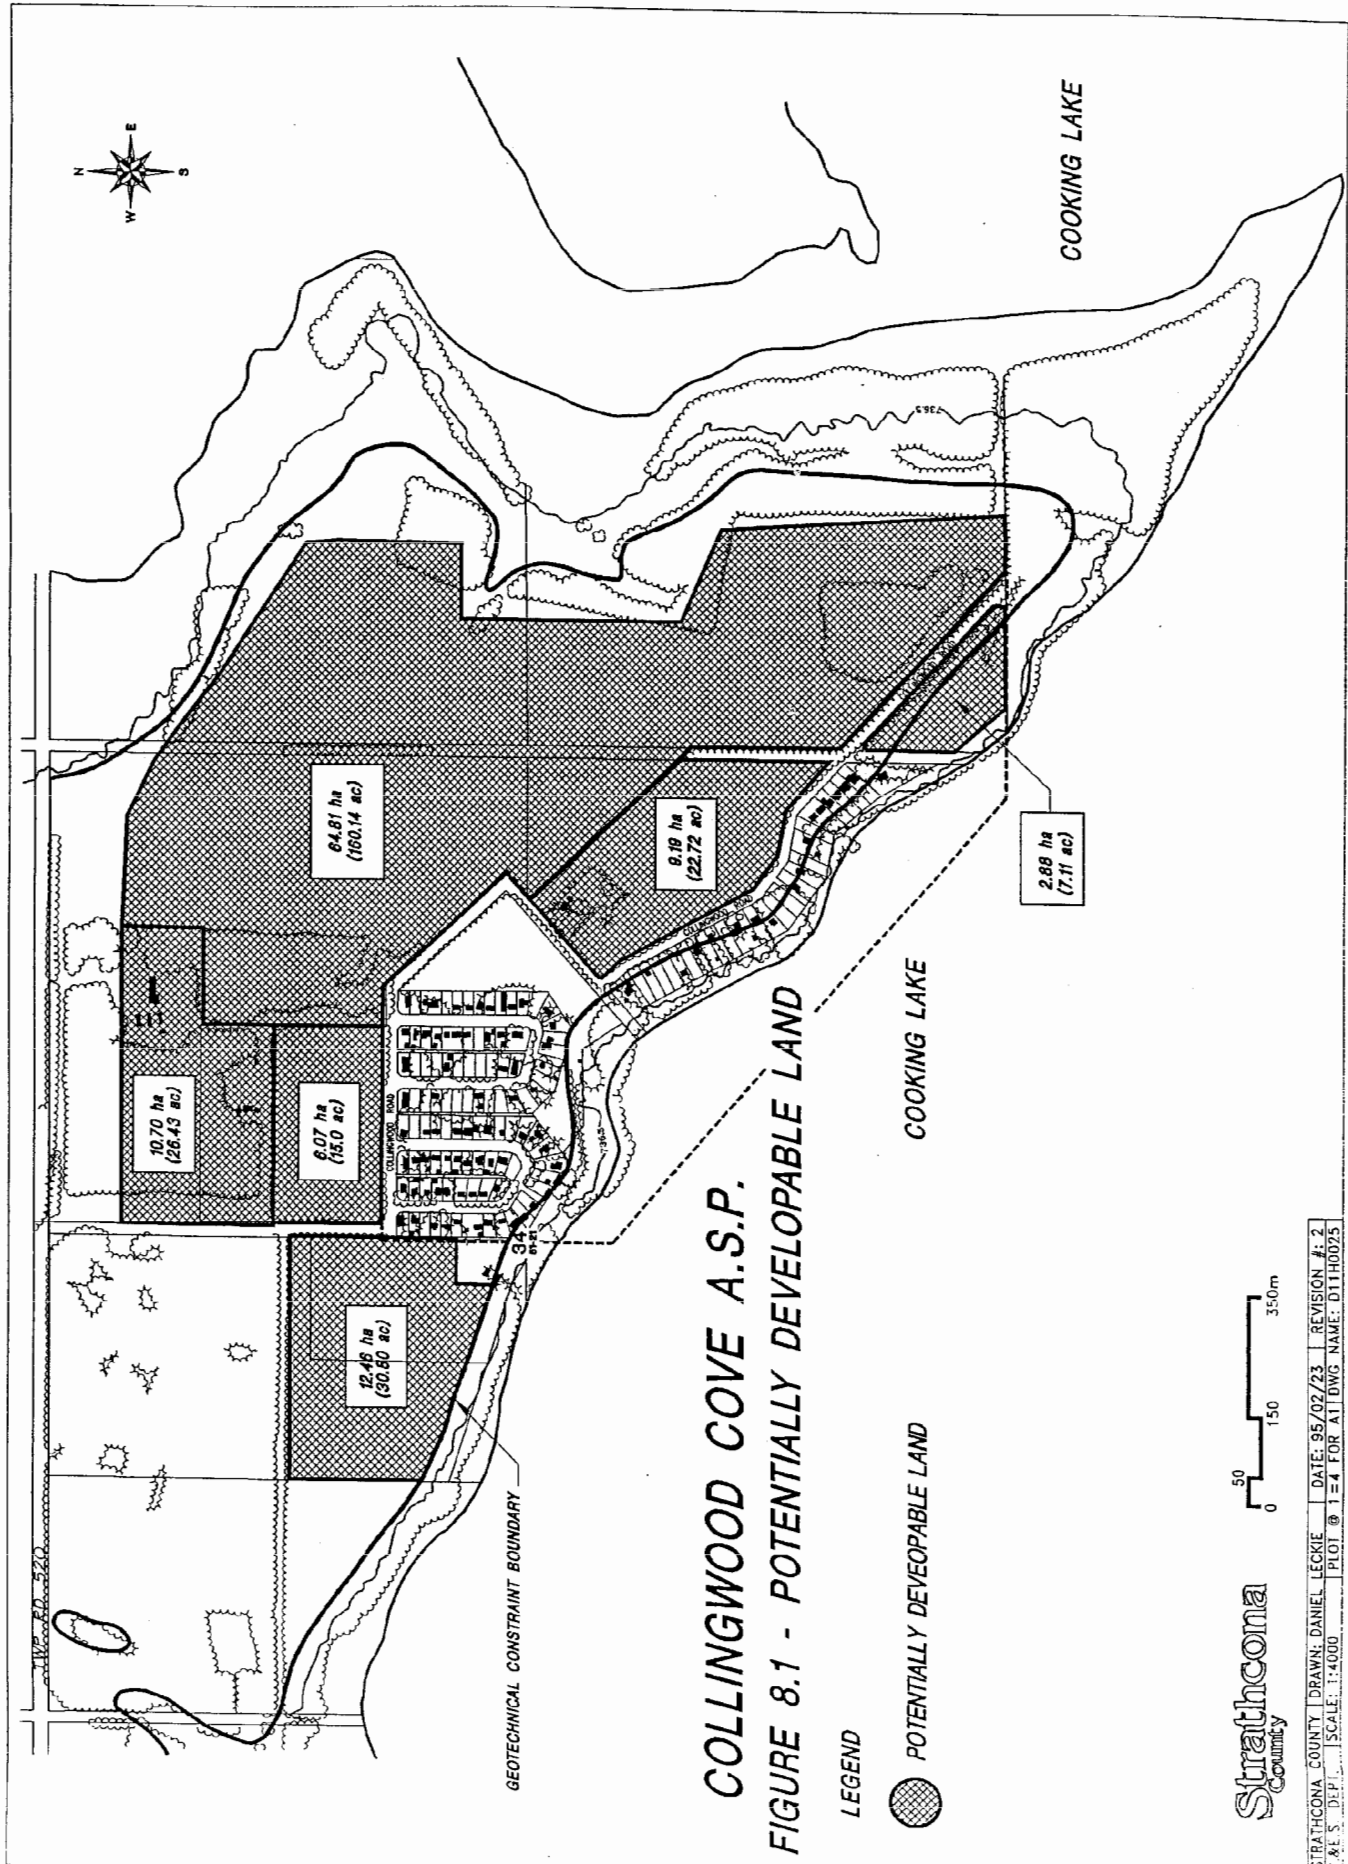 N
W
E
S
COOKING LAKE
TWP RD 520
64.81 ha
(160.14 ac)
10.70 ha
(26.43 ac)
6.07 ha
(15.0 ac)
9.19 ha
(22.72 ac)
12.46 ha
(30.80 ac)
2.88 ha
(7.11 ac)
COLLINGWOOD ROAD
COLLINGWOOD ROAD
736.5
736.5
34
51-21
GEOTECHNICAL CONSTRAINT BOUNDARY
COOKING LAKE
COLLINGWOOD COVE A.S.P.
FIGURE 8.1 - POTENTIALLY DEVELOPABLE LAND
LEGEND
POTENTIALLY DEVEOPABLE LAND
50
0 150 350m
Strathcona
County
STRATHCONA COUNTY DRAWN: DANIEL LECKIE DATE: 95/02/23 REVISION #: 2
&E.S. DEPT. SCALE: 1:4000 PLOT @ 1=4 FOR A1 DWG NAME: D11H0025